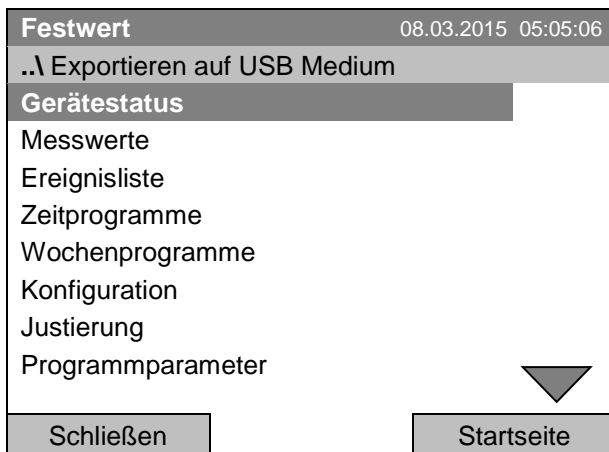 Festwert 08.03.2015 05:05:06
..\ Exportieren auf USB Medium
Gerätestatus
Messwerte
Ereignisliste
Zeitprogramme
Wochenprogramme
Konfiguration
Justierung
Programmparameter
Schließen Startseite